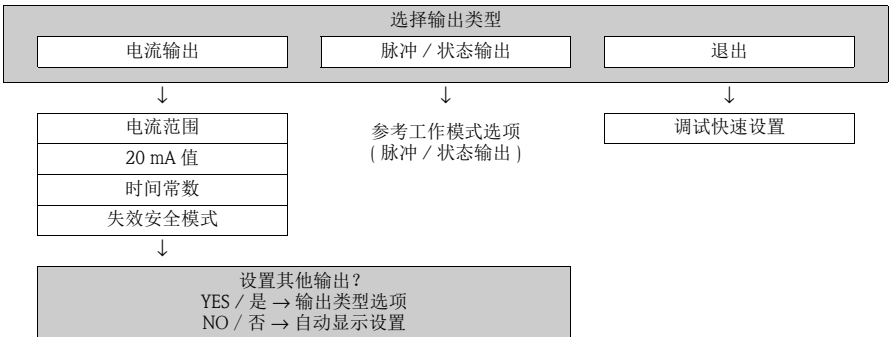 选择输出类型
电流输出
脉冲 / 状态输出
退出
↓
↓
↓
电流范围
20 mA 值
时间常数
失效安全模式
参考工作模式选项
( 脉冲 / 状态输出 )
调试快速设置
↓
设置其他输出？
YES / 是 → 输出类型选项
NO / 否 → 自动显示设置